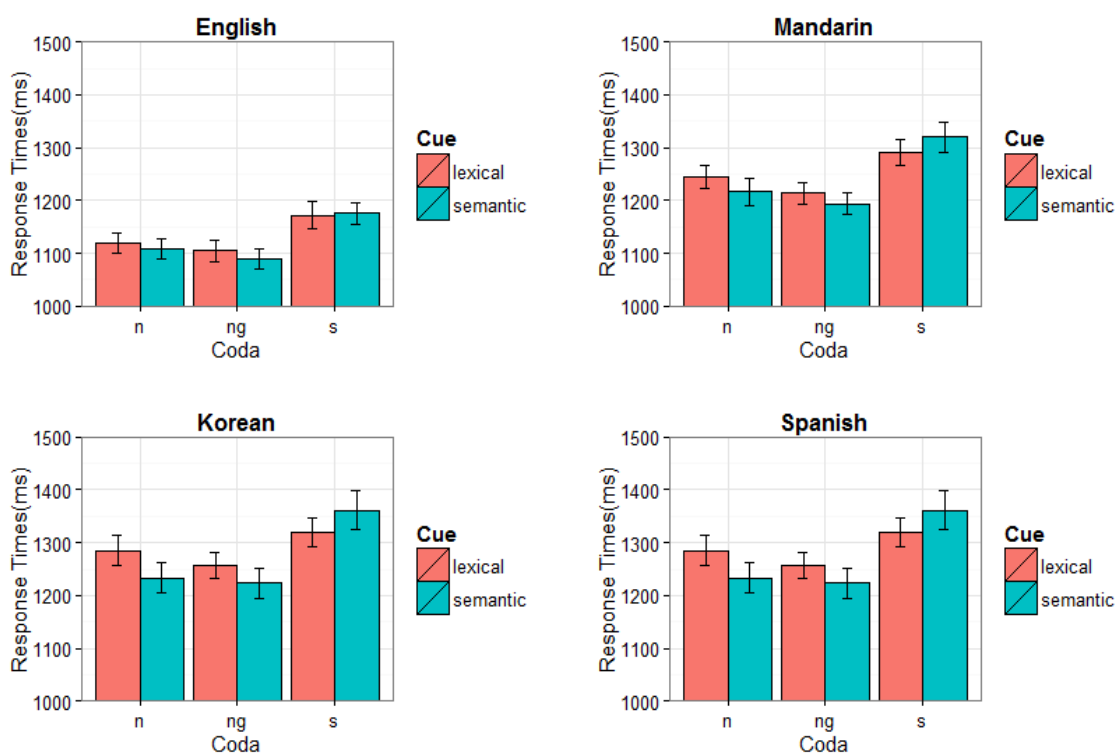 English
Response Times(ms)
1500
1400
1300
1200
1100
1000
n ng s
Coda
Cue
lexical
semantic
Mandarin
Response Times(ms)
1500
1400
1300
1200
1100
1000
n ng s
Coda
Cue
lexical
semantic
Korean
Response Times(ms)
1500
1400
1300
1200
1100
1000
n ng s
Coda
Cue
lexical
semantic
Spanish
Response Times(ms)
1500
1400
1300
1200
1100
1000
n ng s
Coda
Cue
lexical
semantic